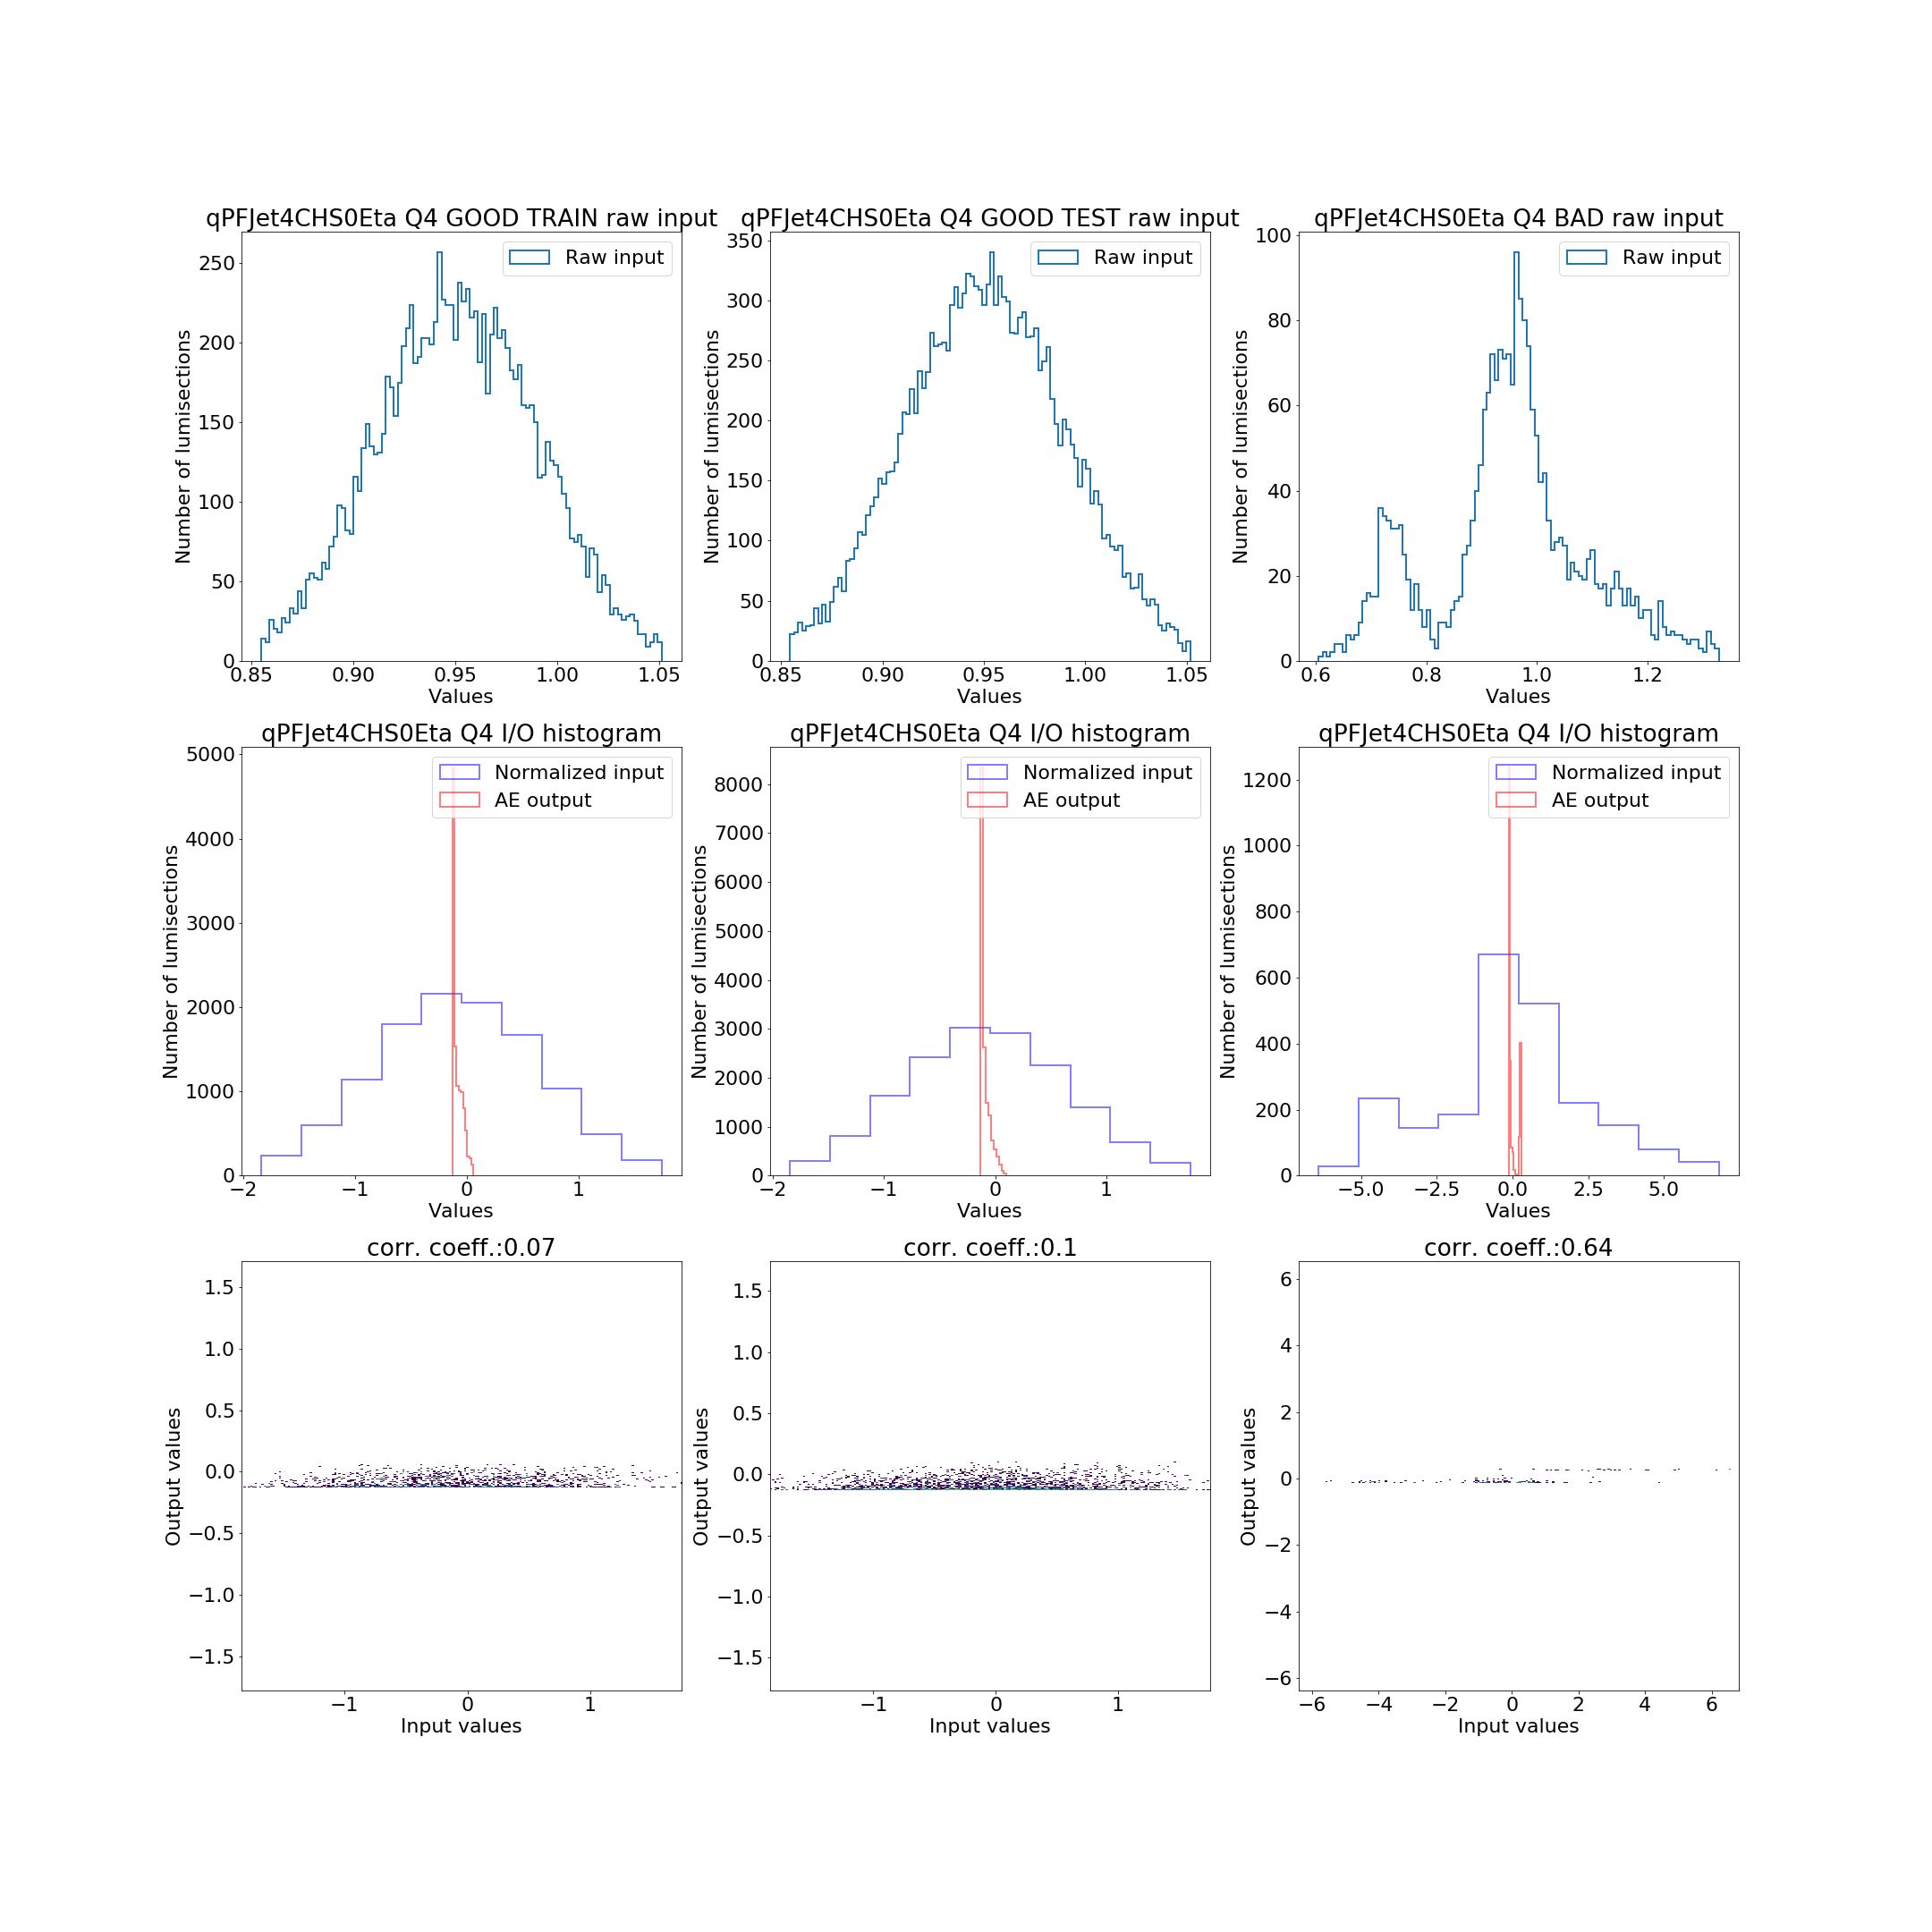 qPFJet4CHS0Eta Q4 GOOD TRAIN raw input
Raw input
250
200
150
100
50
0
Number of lumisections
0.85 0.90 0.95 1.00 1.05
Values
qPFJet4CHS0Eta Q4 GOOD TEST raw input
Raw input
350
300
250
200
150
100
50
0
Number of lumisections
0.85 0.90 0.95 1.00 1.05
Values
qPFJet4CHS0Eta Q4 BAD raw input
Raw input
100
80
60
40
20
0
Number of lumisections
0.6 0.8 1.0 1.2
Values
qPFJet4CHS0Eta Q4 I/O histogram
Normalized input
AE output
5000
4000
3000
2000
1000
0
Number of lumisections
−2 −1 0 1
Values
qPFJet4CHS0Eta Q4 I/O histogram
Normalized input
AE output
8000
7000
6000
5000
4000
3000
2000
1000
0
Number of lumisections
−2 −1 0 1
Values
qPFJet4CHS0Eta Q4 I/O histogram
Normalized input
AE output
1200
1000
800
600
400
200
0
Number of lumisections
−5.0 −2.5 0.0 2.5 5.0
Values
corr. coeff.:0.07
1.5
1.0
0.5
0.0
−0.5
−1.0
−1.5
Output values
−1 0 1
Input values
corr. coeff.:0.1
1.5
1.0
0.5
0.0
−0.5
−1.0
−1.5
Output values
−1 0 1
Input values
corr. coeff.:0.64
6
4
2
0
−2
−4
−6
Output values
−6 −4 −2 0 2 4 6
Input values